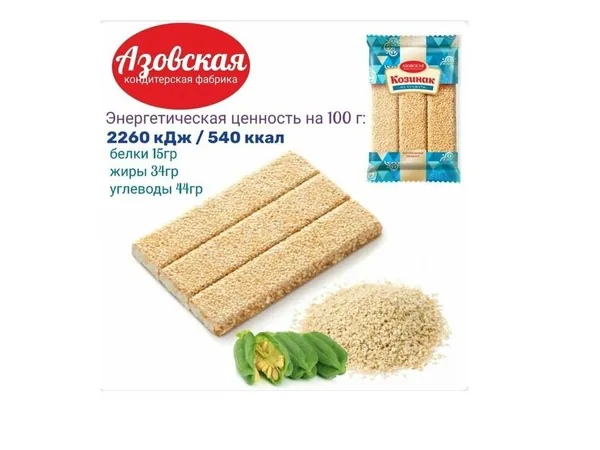 Азовская
кондитерская фабрика
Энергетическая ценность на 100 г:
2260 кДж / 540 ккал
белки 15гр
жиры 34гр
углеводы 44гр
АЗОВСКАЯ
Козинак